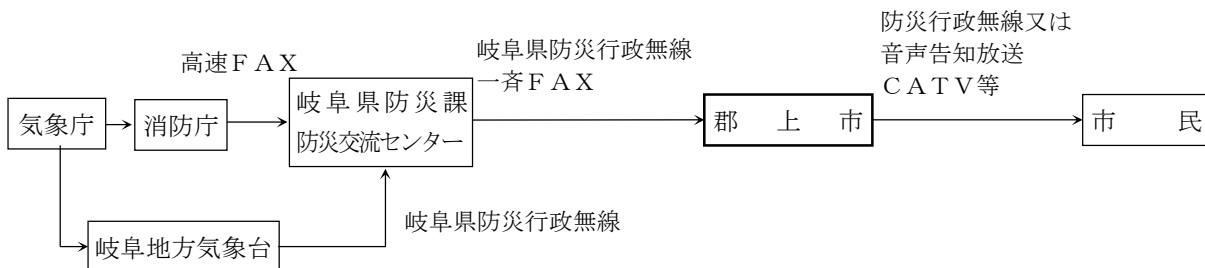 防災行政無線又は
音声告知放送
ＣＡＴＶ等
岐阜県防災行政無線
一斉ＦＡＸ
高速ＦＡＸ
気象庁
消防庁
岐阜県防災課
防災交流センター
郡　上　市
市　　民
岐阜県防災行政無線
岐阜地方気象台